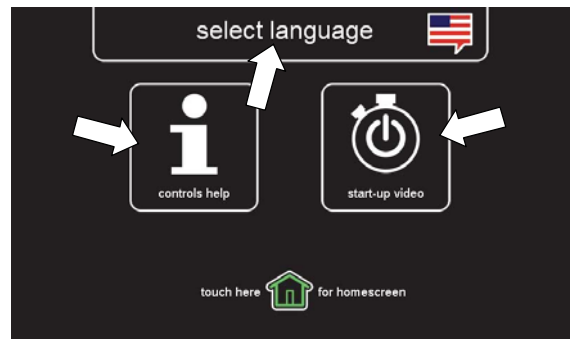 select language
controls help
start-up video
touch here for homescreen